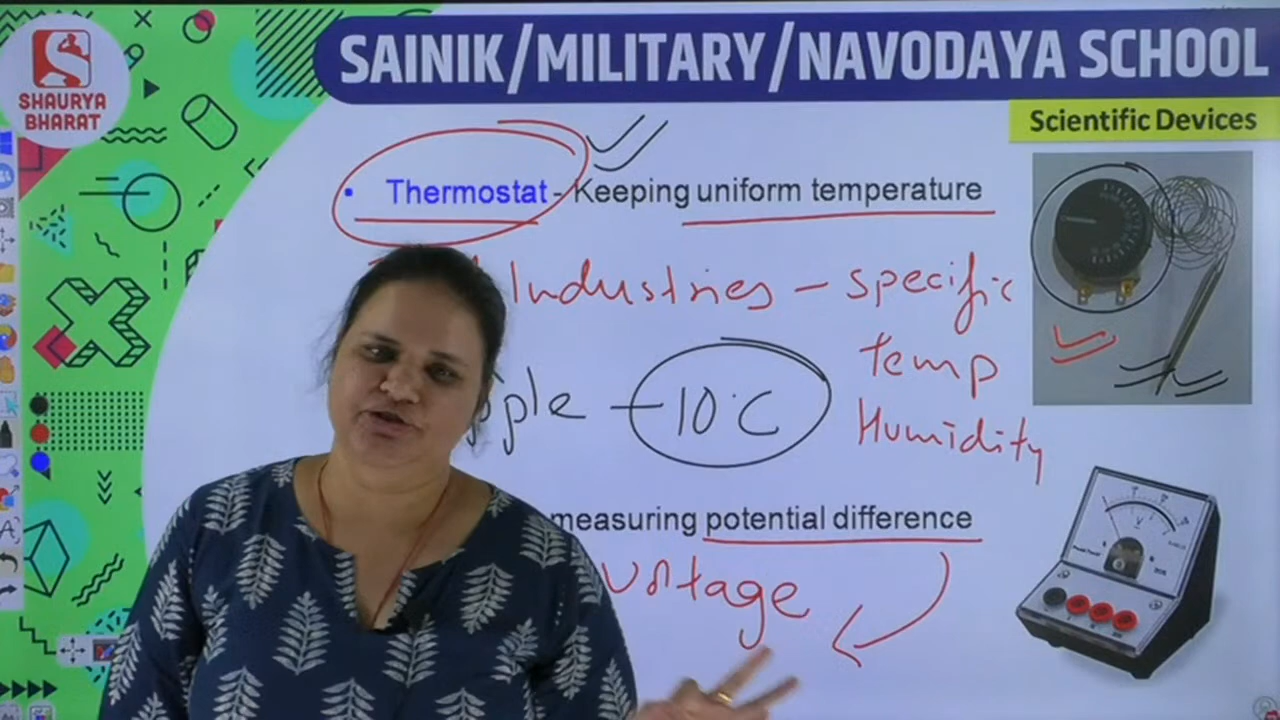 SHAURYA
BHARAT
SAINIK/MILITARY/NAVODAYA SCHOOL
Scientific Devices
• Thermostat - Keeping uniform temperature
Industries – specific
temp
Humidity
10°C
measuring potential difference
voltage
V